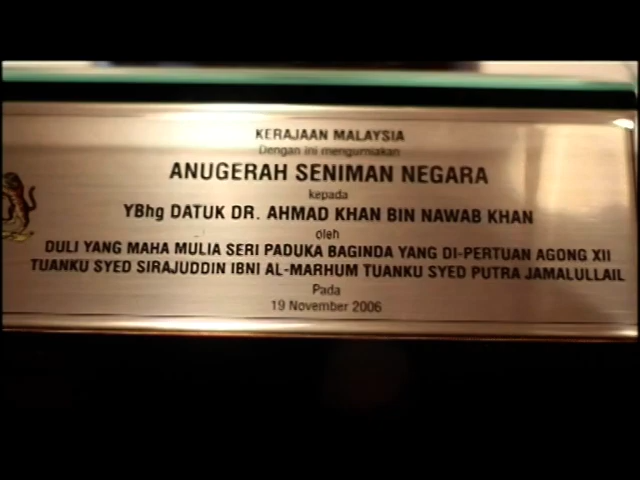 KERAJAAN MALAYSIA
Dengan ini mengurniakan
ANUGERAH SENIMAN NEGARA
kepada
YBhg DATUK DR. AHMAD KHAN BIN NAWAB KHAN
oleh
DULI YANG MAHA MULIA SERI PADUKA BAGINDA YANG DI-PERTUAN AGONG XII
TUANKU SYED SIRAJUDDIN IBNI AL-MARHUM TUANKU SYED PUTRA JAMALULLAIL
Pada
19 November 2006